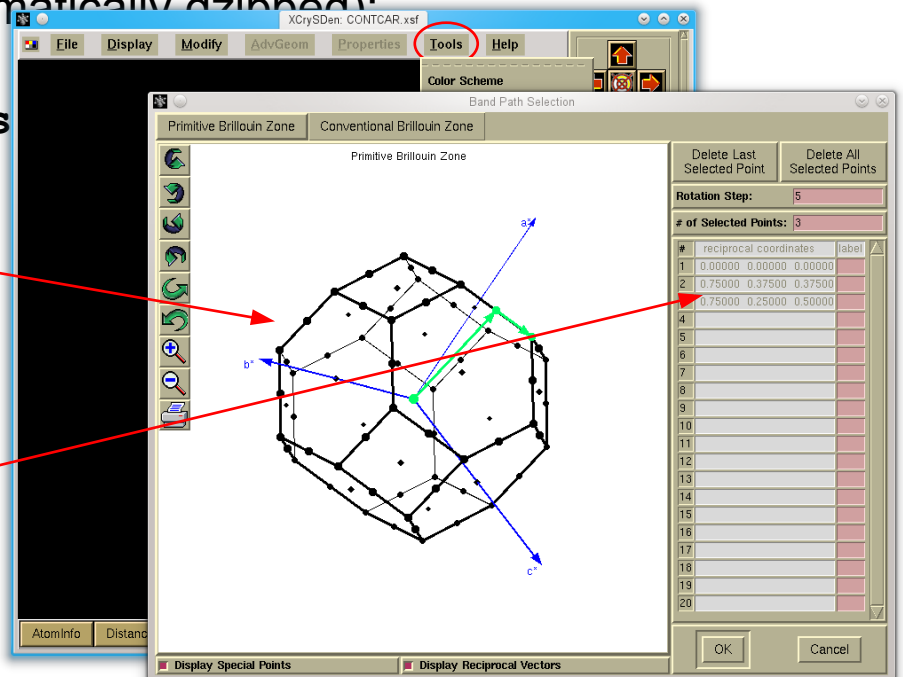 matically gzipped):
XCrySDen: CONTCAR.xsf
File Display Modify AdvGeom Properties Tools Help
Color Scheme
s
Band Path Selection
Primitive Brillouin Zone Conventional Brillouin Zone
Primitive Brillouin Zone
Delete Last Selected Point
Delete All Selected Points
Rotation Step: 5
# of Selected Points: 3
# reciprocal coordinates label
1 0.00000 0.00000 0.00000
2 0.75000 0.37500 0.37500
0.75000 0.25000 0.50000
4
5
6
7
8
9
10
11
12
13
14
15
16
17
18
19
20
a*
b*
c*
AtomInfo Distanc
Display Special Points Display Reciprocal Vectors
OK Cancel